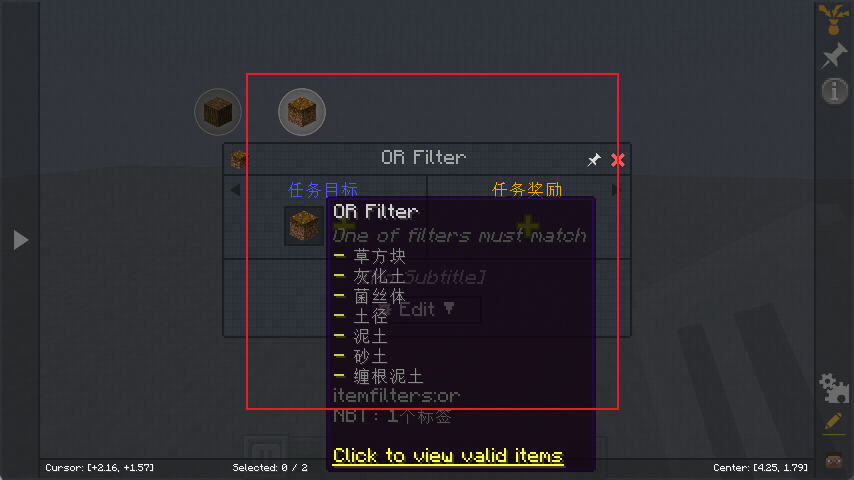 OR Filter
任务目标
任务奖励
OR Filter
One of filters must match
- 草方块
- 灰化土
- 菌丝体
- 土径
- 泥土
- 砂土
- 缠根泥土
Subtitle]
Edit ▼
itemfilters:or
NBT: 1个标签
Click to view valid items
Cursor: [+2.16, +1.57]
Selected: 0 / 2
Center: [4.25, 1.79]